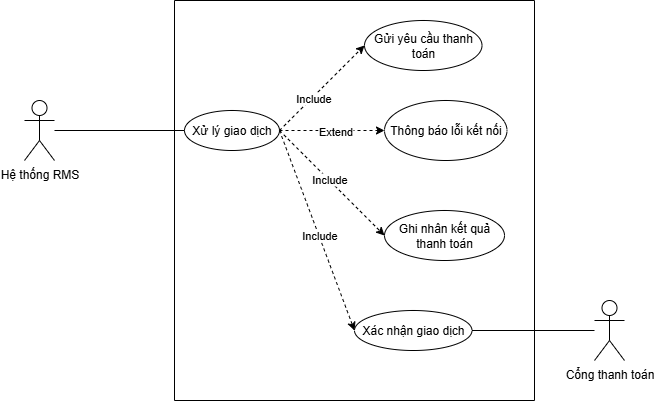 Gửi yêu cầu thanh
toán
Include
Xử lý giao dịch
Extend
Thông báo lỗi kết nối
Hệ thống RMS
Include
Ghi nhân kết quả
thanh toán
Include
Xác nhận giao dịch
Cổng thanh toán